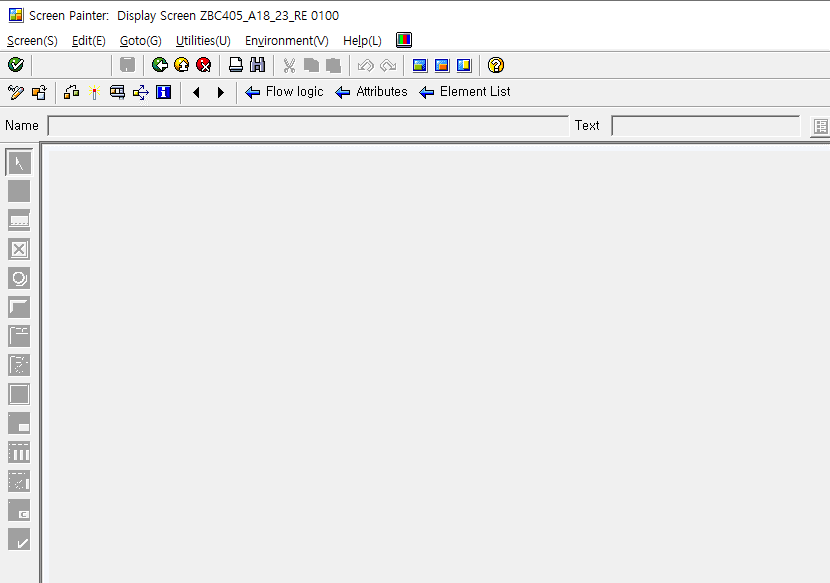 Screen Painter: Display Screen ZBC405_A18_23_RE 0100
Screen(S) Edit(E) Goto(G) Utilities(U) Environment(V) Help(L)
Flow logic Attributes Element List
Name Text